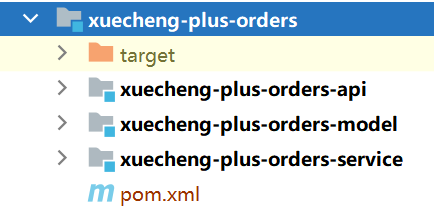 xuecheng-plus-orders
target
xuecheng-plus-orders-api
xuecheng-plus-orders-model
xuecheng-plus-orders-service
m pom.xml